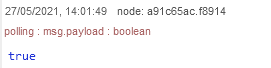 27/05/2021, 14:01:49 node: a91c65ac.f8914
polling : msg.payload : boolean
true